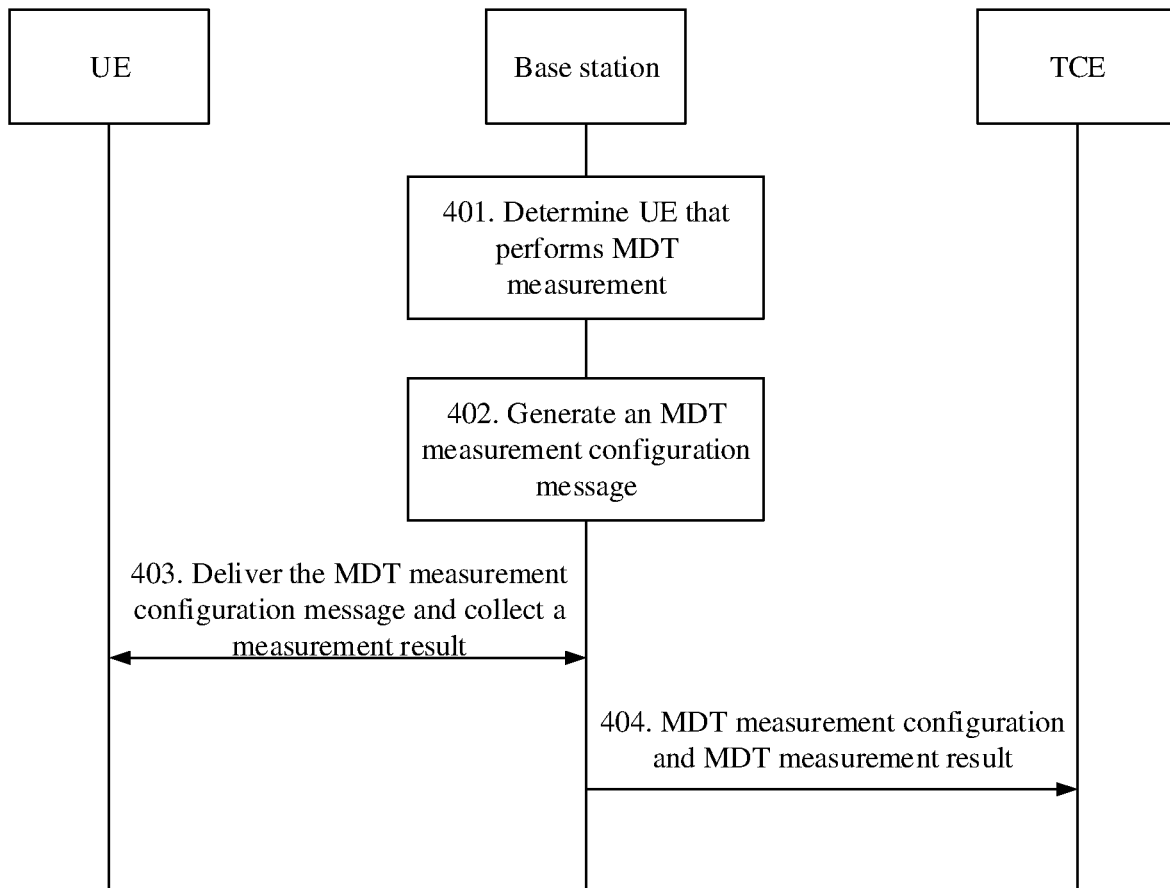 UE
Base station
TCE
401. Determine UE that
performs MDT
measurement
402. Generate an MDT
measurement configuration
message
403. Deliver the MDT measurement
configuration message and collect a
measurement result
404. MDT measurement configuration
and MDT measurement result